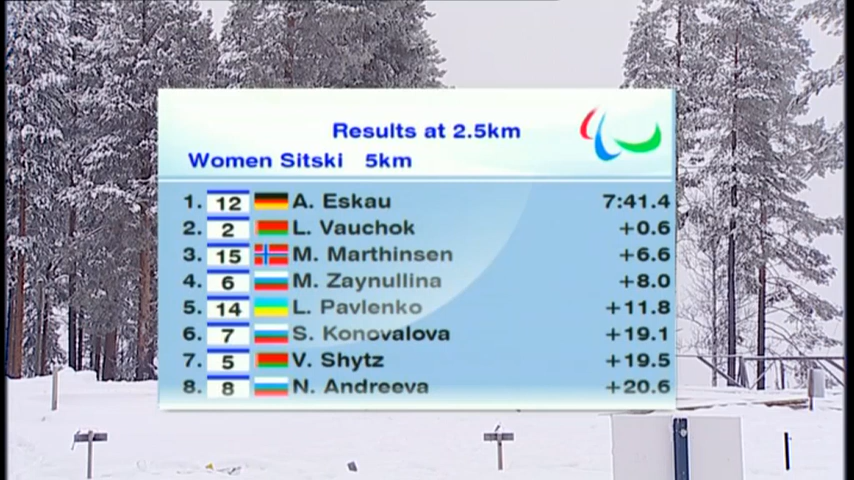 Results at 2.5km
Women Sitski 5km
1. 12 A. Eskau 7:41.4
2. 2 L. Vauchok +0.6
3. 15 M. Marthinsen +6.6
4. 6 M. Zaynullina +8.0
5. 14 L. Pavlenko +11.8
6. 7 S. Konovalova +19.1
7. 5 V. Shytz +19.5
8. 8 N. Andreeva +20.6